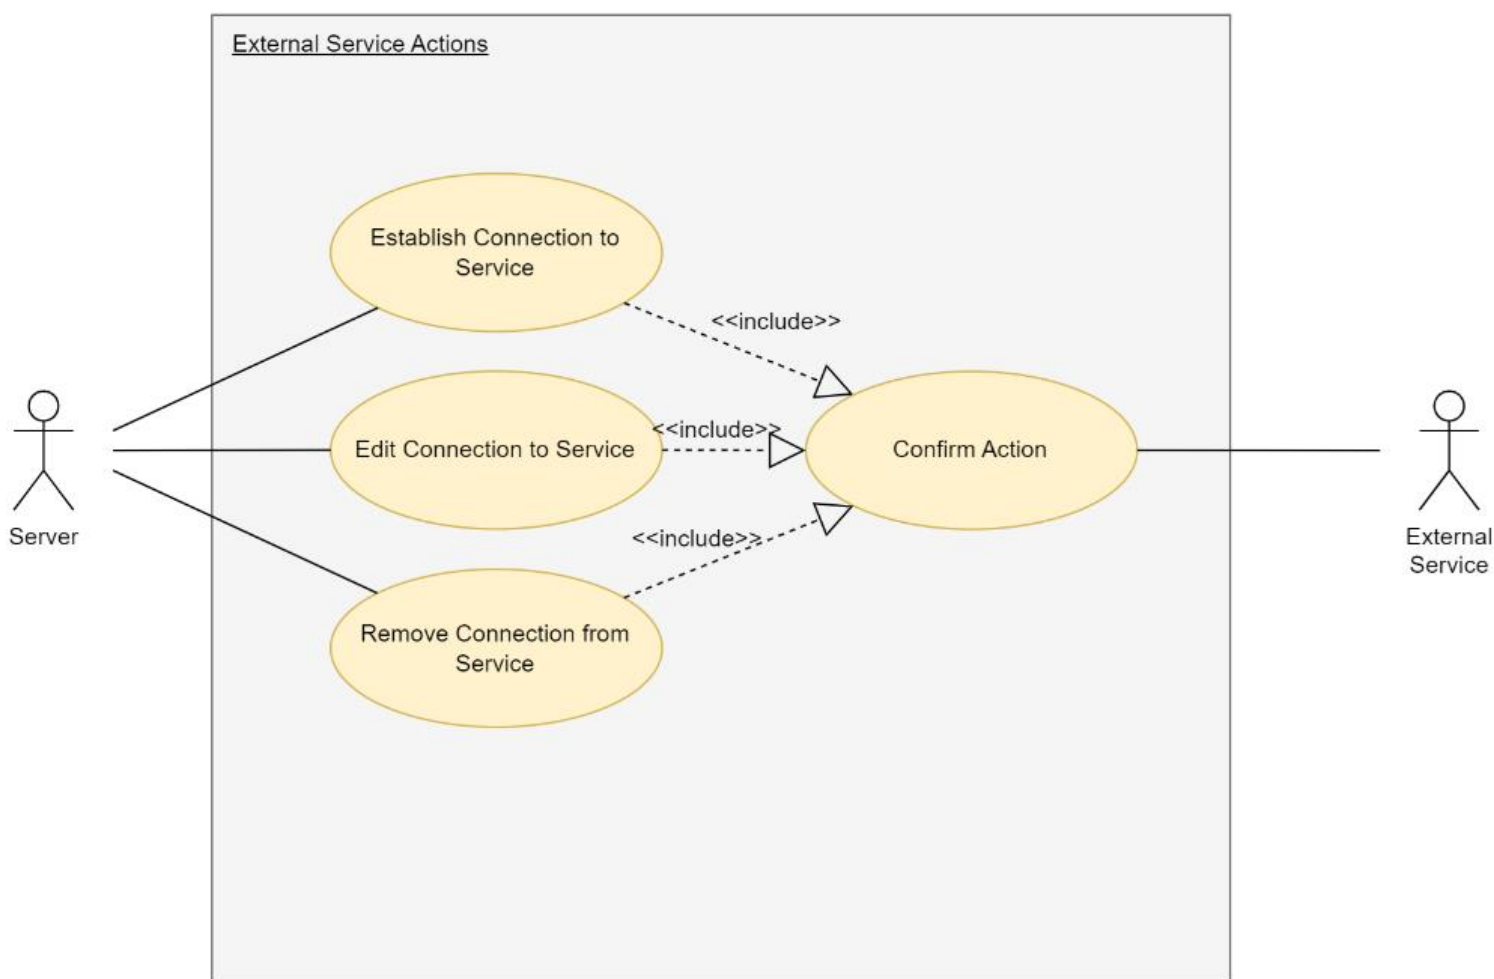 External Service Actions
Establish Connection to
Service
<<include>>
Edit Connection to Service
<<include>>
Confirm Action
Server
<<include>>
External
Service
Remove Connection from
Service